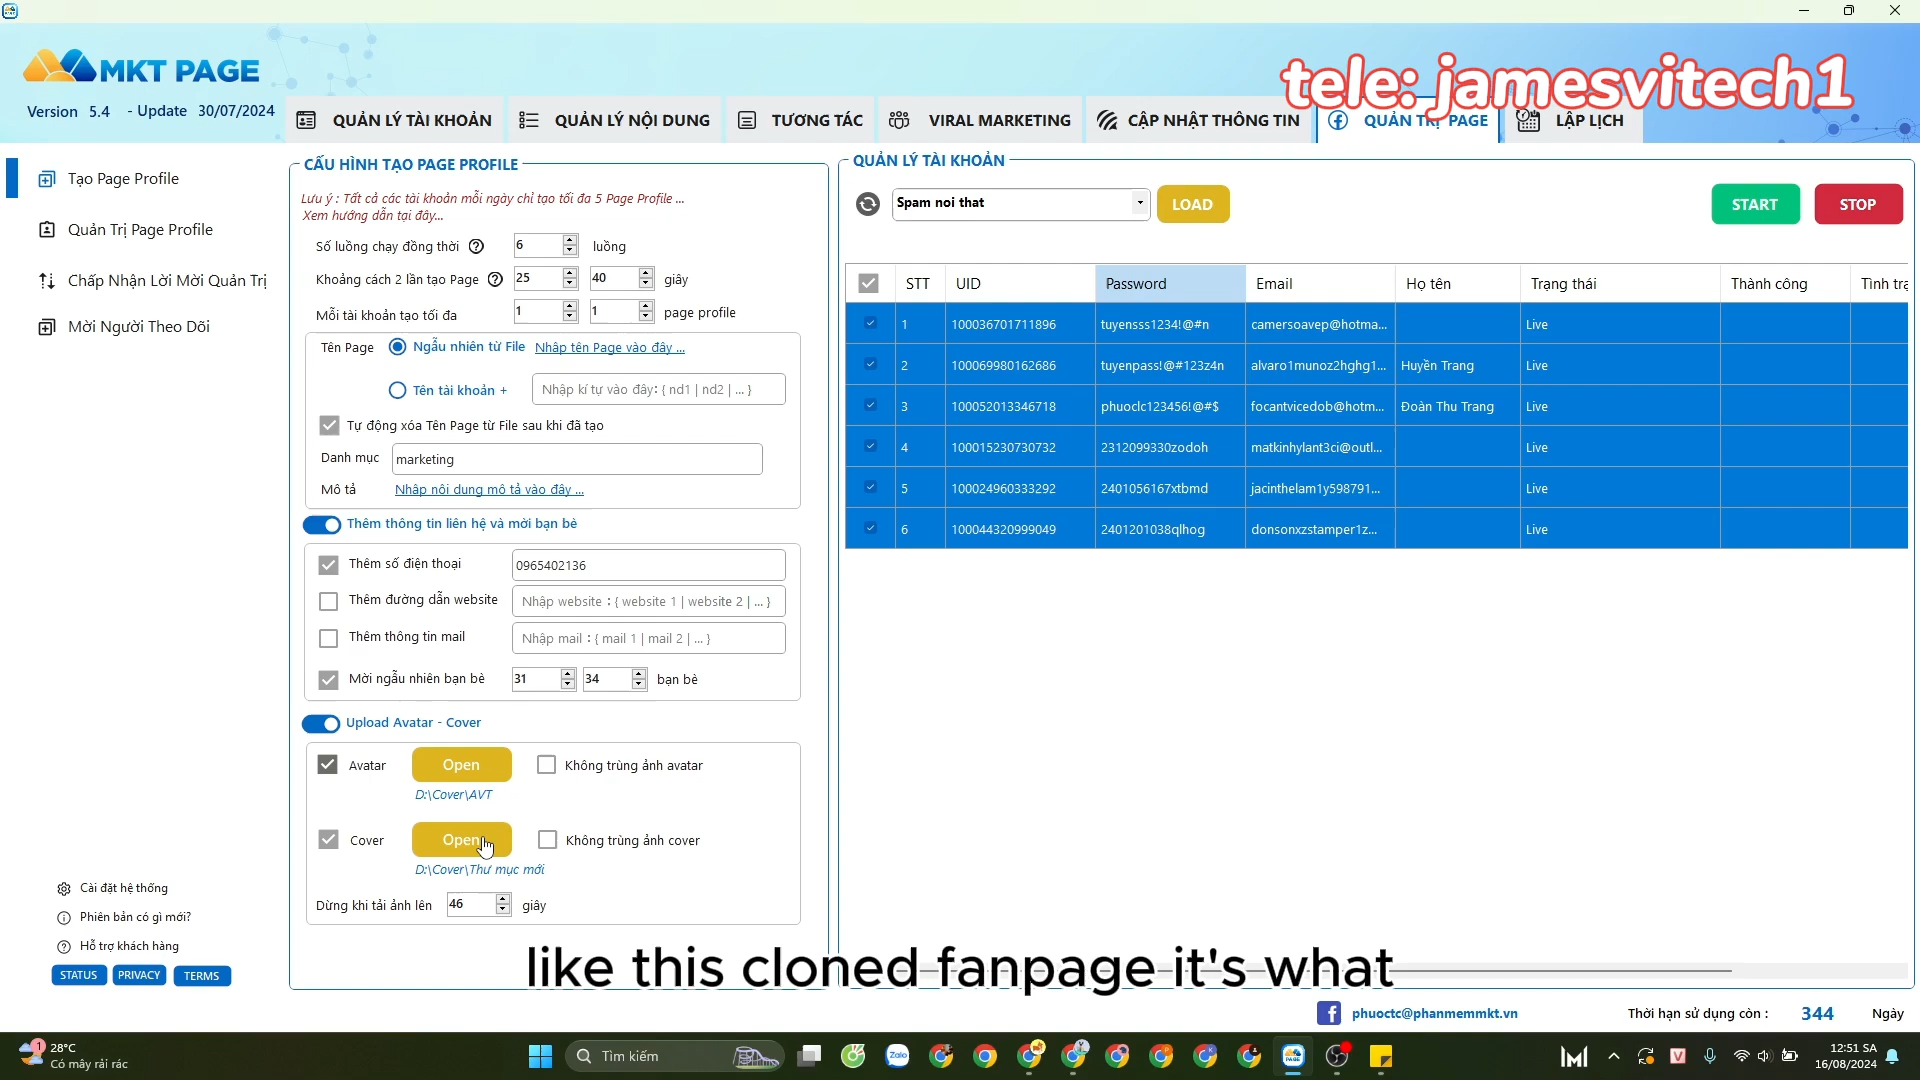 MKT PAGE
Version 5.4 - Update 30/07/2024
tele: jamesvitech1
QUẢN LÝ TÀI KHOẢN
QUẢN LÝ NỘI DUNG
TƯƠNG TÁC
VIRAL MARKETING
CẬP NHẬT THÔNG TIN
QUẢN TRỊ PAGE
LẬP LỊCH
Tạo Page Profile
Quản Trị Page Profile
Chấp Nhận Lời Mời Quản Trị
Mời Người Theo Dõi
Cài đặt hệ thống
Phiên bản có gì mới?
Hỗ trợ khách hàng
STATUS PRIVACY TERMS
CẤU HÌNH TẠO PAGE PROFILE
Lưu ý : Tất cả các tài khoản mỗi ngày chỉ tạo tối đa 5 Page Profile ...
Xem hướng dẫn tại đây...
Số luồng chạy đồng thời ? 6 luồng
Khoảng cách 2 lần tạo Page ? 25 40 giây
Mỗi tài khoản tạo tối đa 1 1 page profile
Tên Page Ngẫu nhiên từ File Nhập tên Page vào đây ...
Tên tài khoản + Nhập kí tự vào đây: { nd1 | nd2 | ... }
Tự động xóa Tên Page từ File sau khi đã tạo
Danh mục marketing
Mô tả Nhập nôi dung mô tả vào đây ...
Thêm thông tin liên hệ và mời bạn bè
Thêm số điện thoại 0965402136
Thêm đường dẫn website Nhập website : { website 1 | website 2 | ... }
Thêm thông tin mail Nhập mail : { mail 1 | mail 2 | ... }
Mời ngẫu nhiên bạn bè 31 34 bạn bè
Upload Avatar - Cover
Avatar Open Không trùng ảnh avatar
D:\Cover\AVT
Cover Open Không trùng ảnh cover
D:\Cover\Thư mục mới
Dừng khi tải ảnh lên 46 giây
QUẢN LÝ TÀI KHOẢN
Spam noi that LOAD START STOP
STT UID Password Email Họ tên Trạng thái Thành công Tình trạ
1 100036701711896 tuyensss1234!@#n camersoavep@hotma... Live
2 100069980162686 tuyenpass!@#123z4n alvaro1munoz2hghg1... Huyền Trang Live
3 100052013346718 phuoclc123456!@#$ focantvicedob@hotm... Đoàn Thu Trang Live
4 100015230730732 2312099330zodoh matkinhylant3ci@outl... Live
5 100024960333292 2401056167xtbmd jacinthelam1y598791... Live
6 100044320999049 2401201038qlhog donsonxzstamper1z... Live
like this cloned fanpage it's what
phuoctc@phanmemmkt.vn
Thời hạn sử dụng còn : 344 Ngày
1
28°C
Có mây rải rác
Tìm kiếm
Zalo
PAGE
V
12:51 SA
16/08/2024